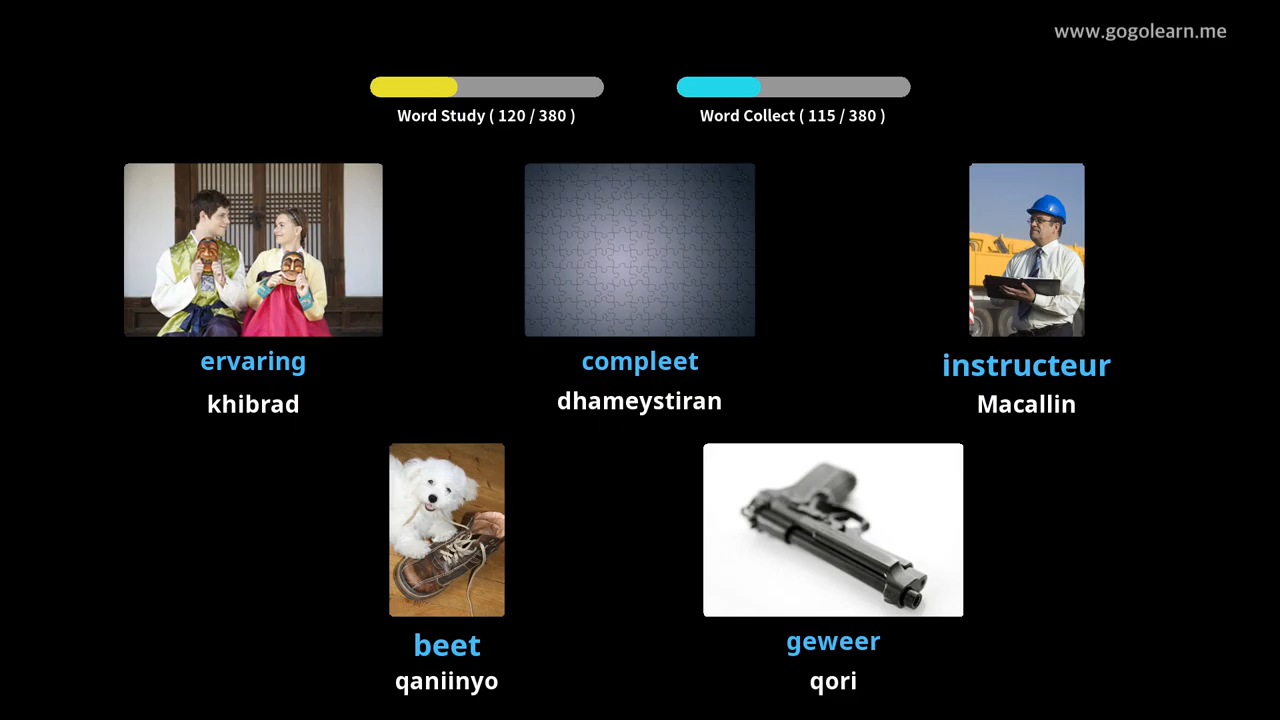 www.gogolearn.me
Word Study ( 120 / 380 )
Word Collect ( 115 / 380 )
ervaring
khibrad
compleet
dhameystiran
instructeur
Macallin
beet
qaniinyo
geweer
qori